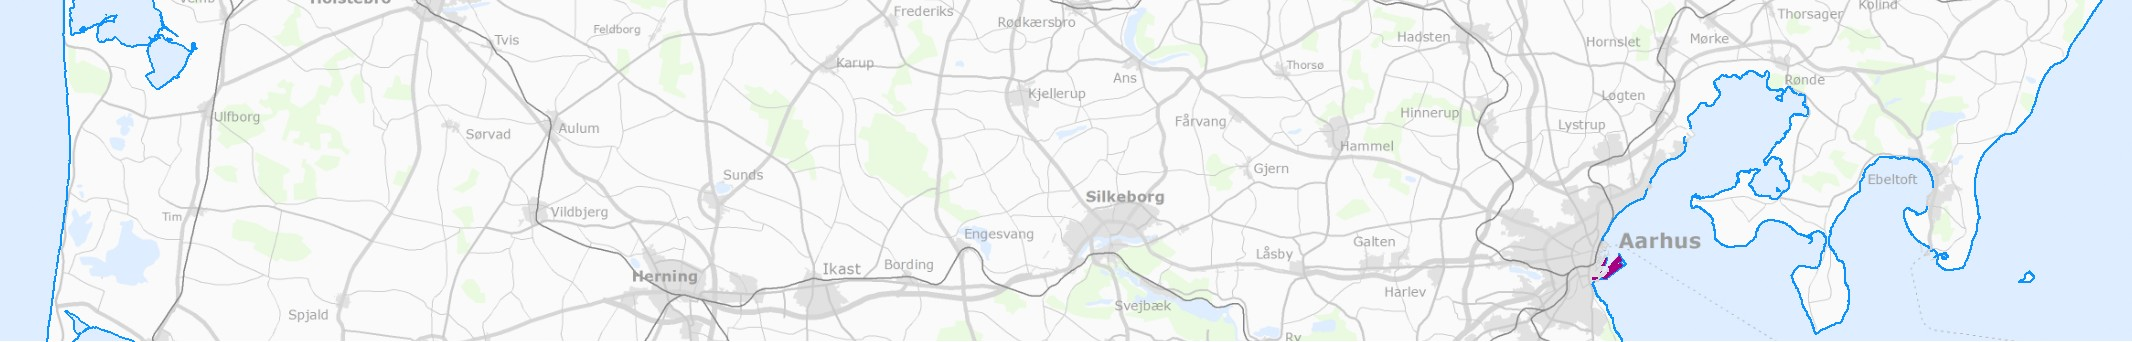 Holstebro
Frederiks
Kolind
Thorsager
Rødkærsbro
Feldborg
Tvis
Hadsten
Hornslet
Mørke
Karup
Thorsø
Ans
Rønde
Kjellerup
Løgten
Ulfborg
Fårvang
Hinnerup
Sørvad
Aulum
Lystrup
Hammel
Gjern
Sunds
Ebeltoft
Silkeborg
Tim
Vildbjerg
Engesvang
Galten
Aarhus
Låsby
Bording
Ikast
Herning
Harlev
Svejbæk
Spjald
Ry